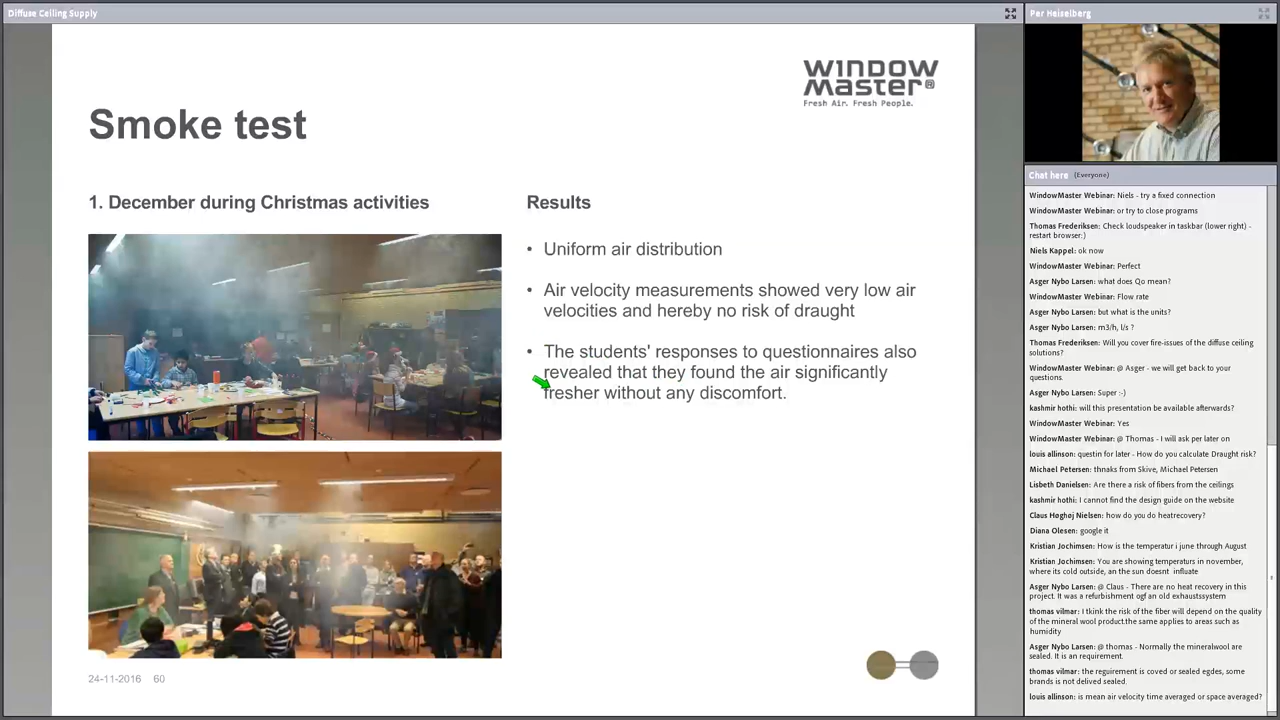 Diffuse Ceiling Supply
WINDOW
MASTER
Fresh Air. Fresh People.
Smoke test
1. December during Christmas activities
Results
• Uniform air distribution
• Air velocity measurements showed very low air
velocities and hereby no risk of draught
• The students' responses to questionnaires also
revealed that they found the air significantly
fresher without any discomfort.
24-11-2016 60
Per Heiselberg
Chat here (Everyone)
WindowMaster Webinar: Niels - try a fixed connection
WindowMaster Webinar: or try to close programs
Thomas Frederiksen: Check loudspeaker in taskbar (lower right) -
restart browser:)
Niels Kappel: ok now
WindowMaster Webinar: Perfect
Asger Nybo Larsen: what does Qo mean?
WindowMaster Webinar: Flow rate
Asger Nybo Larsen: but what is the units?
Asger Nybo Larsen: m3/h, l/s ?
Thomas Frederiksen: Will you cover fire-issues of the diffuse ceiling
solutions?
WindowMaster Webinar: @ Asger - we will get back to your
questions.
Asger Nybo Larsen: Super :-)
kashmir hothi: will this presentation be available afterwards?
WindowMaster Webinar: Yes
WindowMaster Webinar: @ Thomas - I will ask per later on
louis allinson: questin for later - How do you calculate Draught risk?
Michael Petersen: thnaks from Skive, Michael Petersen
Lisbeth Danielsen: Are there a risk of fibers from the ceilings
kashmir hothi: I cannot find the design guide on the website
Claus Høghøj Nielsen: how do you do heatrecovery?
Diana Olesen: google it
Kristian Jochimsen: How is the temperatur i june through August
Kristian Jochimsen: You are showing temperaturs in november,
where its cold outside, an the sun doesnt influate
Asger Nybo Larsen: @ Claus - There are no heat recovery in this
project. It was a refurbishment ogf an old exhaustssystem
thomas vilmar: I tkink the risk of the fiber will depend on the quality
of the mineral wool product.the same applies to areas such as
humidity
Asger Nybo Larsen: @ thomas - Normally the mineralwool are
sealed. It is an requirement.
thomas vilmar: the reguirement is coved or sealed egdes, some
brands is not delived sealed.
louis allinson: is mean air velocity time averaged or space averaged?